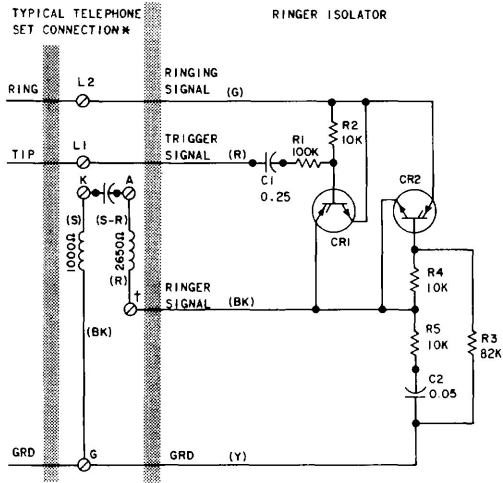 TYPICAL TELEPHONE
SET CONNECTION*
RINGER ISOLATOR
RING
L2
RINGING
SIGNAL (G)
TIP
L1
TRIGGER
SIGNAL (R)
C1
0.25
R1
100K
R2
10K
CR1
CR2
K
A
(S)
(S-R)
1000Ω
2650Ω
(R)
†
(BK)
RINGER
SIGNAL (BK)
R4
10K
R5
10K
R3
82K
C2
0.05
GRD
G
GRD (Y)